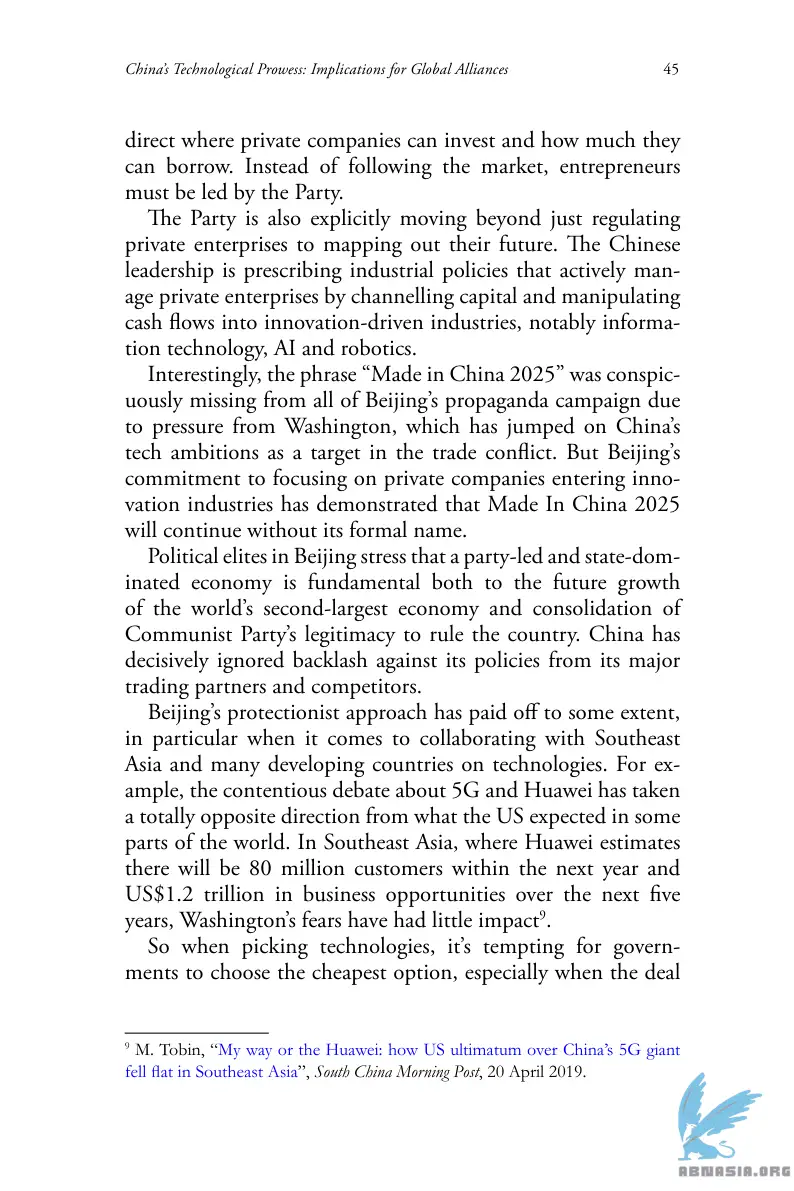 China's Technological Prowess: Implications for Global Alliances 45
direct where private companies can invest and how much they
can borrow. Instead of following the market, entrepreneurs
must be led by the Party.
The Party is also explicitly moving beyond just regulating
private enterprises to mapping out their future. The Chinese
leadership is prescribing industrial policies that actively man-
age private enterprises by channelling capital and manipulating
cash flows into innovation-driven industries, notably informa-
tion technology, AI and robotics.
Interestingly, the phrase “Made in China 2025” was conspic-
uously missing from all of Beijing's propaganda campaign due
to pressure from Washington, which has jumped on China's
tech ambitions as a target in the trade conflict. But Beijing's
commitment to focusing on private companies entering inno-
vation industries has demonstrated that Made In China 2025
will continue without its formal name.
Political elites in Beijing stress that a party-led and state-dom-
inated economy is fundamental both to the future growth
of the world's second-largest economy and consolidation of
Communist Party's legitimacy to rule the country. China has
decisively ignored backlash against its policies from its major
trading partners and competitors.
Beijing's protectionist approach has paid off to some extent,
in particular when it comes to collaborating with Southeast
Asia and many developing countries on technologies. For ex-
ample, the contentious debate about 5G and Huawei has taken
a totally opposite direction from what the US expected in some
parts of the world. In Southeast Asia, where Huawei estimates
there will be 80 million customers within the next year and
US$1.2 trillion in business opportunities over the next five
years, Washington's fears have had little impact⁹.
So when picking technologies, it's tempting for govern-
ments to choose the cheapest option, especially when the deal
⁹ M. Tobin, “My way or the Huawei: how US ultimatum over China's 5G giant
fell flat in Southeast Asia”, South China Morning Post, 20 April 2019.
ABNASIA.ORG